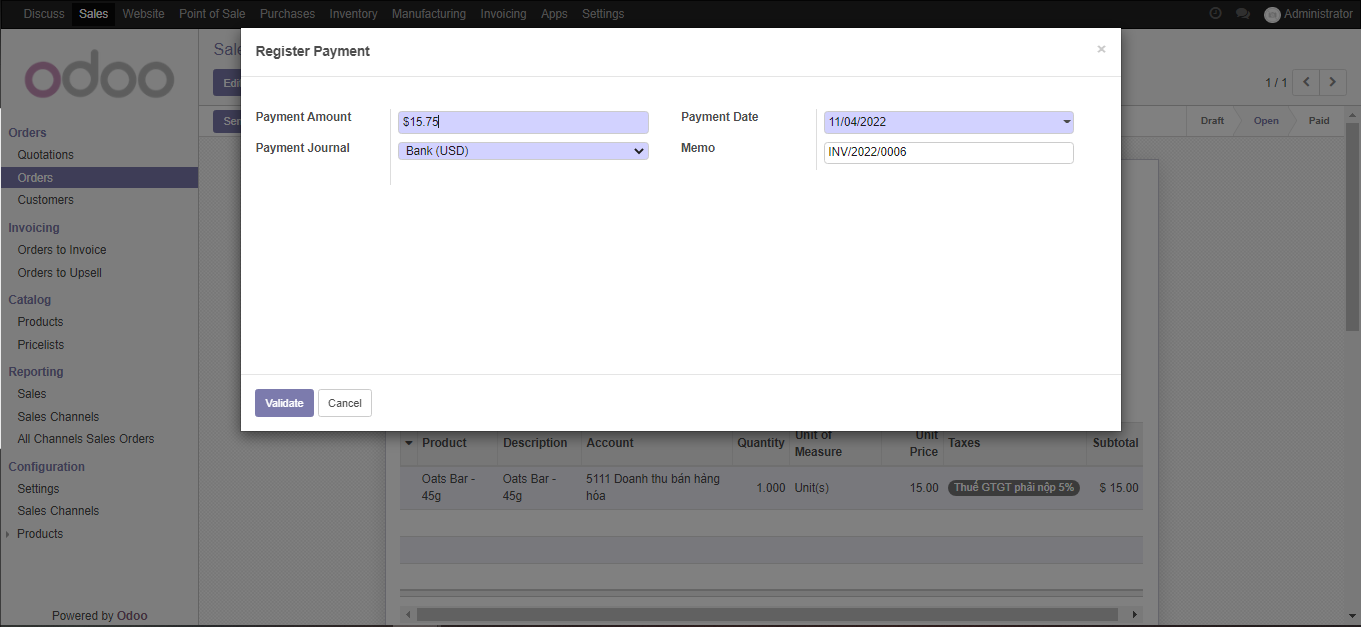 Discuss Sales Website Point of Sale Purchases Inventory Manufacturing Invoicing Apps Settings Administrator
odoo
Orders
Quotations
Orders
Customers
Invoicing
Orders to Invoice
Orders to Upsell
Catalog
Products
Pricelists
Reporting
Sales
Sales Channels
All Channels Sales Orders
Configuration
Settings
Sales Channels
Products
Powered by Odoo
1 / 1
Draft Open Paid
Register Payment ×
Payment Amount $15.75 Payment Date 11/04/2022
Payment Journal Bank (USD) Memo INV/2022/0006
Validate Cancel
Product Description Account Quantity Unit of Measure Unit Price Taxes Subtotal
Oats Bar - 45g Oats Bar - 45g 5111 Doanh thu bán hàng hóa 1.000 Unit(s) 15.00 Thuế GTGT phải nộp 5% $ 15.00